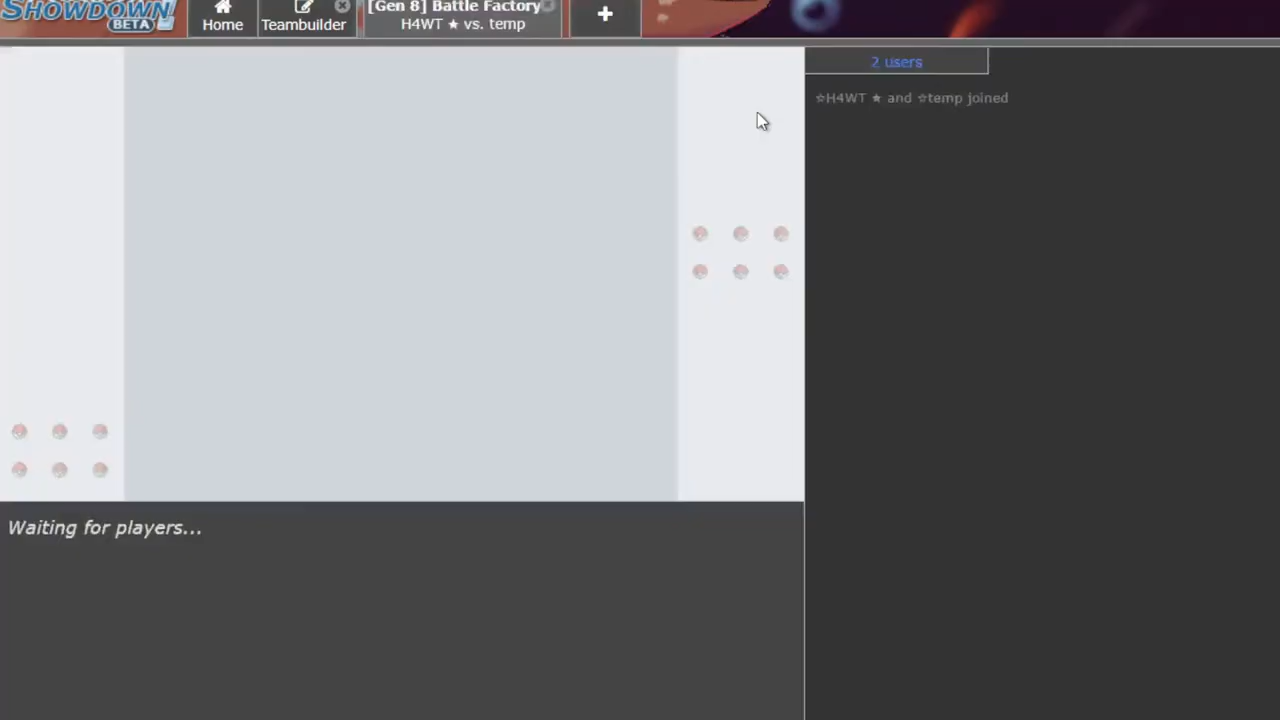 SHOWDOWN
BETA
Home
Teambuilder
[Gen 8] Battle Factory
H4WT ★ vs. temp
2 users
☆H4WT ★ and ☆temp joined
Waiting for players...